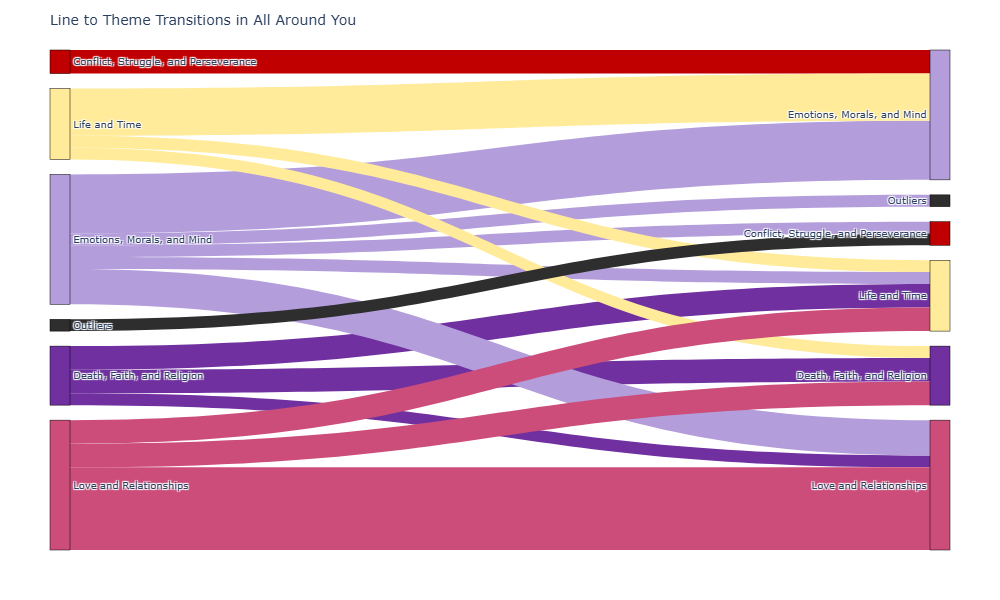 Line to Theme Transitions in All Around You
Conflict, Struggle, and Perseverance
Life and Time
Emotions, Morals, and Mind
Outliers
Death, Faith, and Religion
Love and Relationships
Emotions, Morals, and Mind
Outliers
Conflict, Struggle, and Perseverance
Life and Time
Death, Faith, and Religion
Love and Relationships